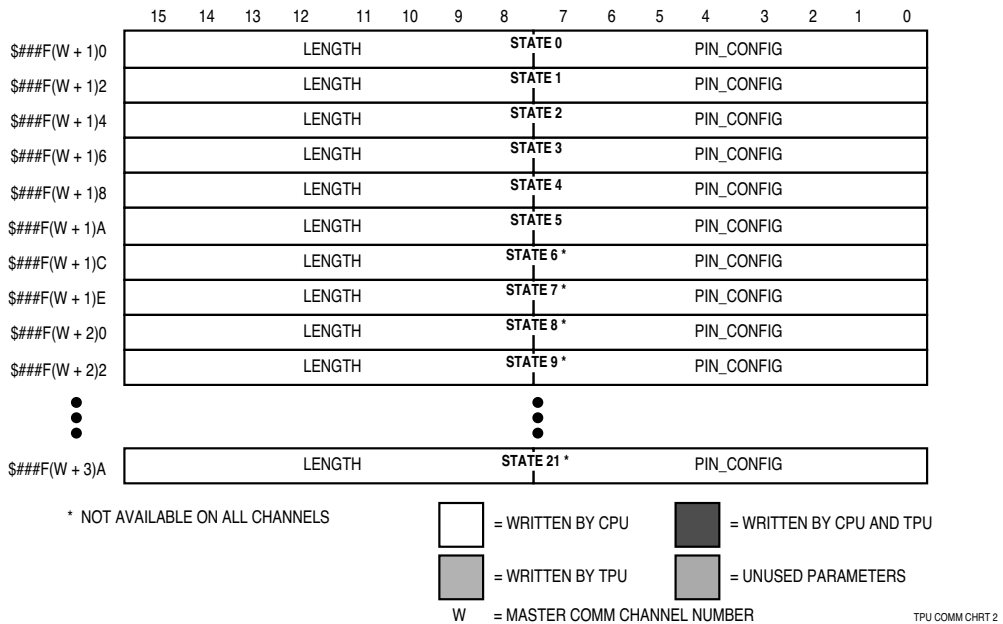 15 14 13 12 11 10 9 8 7 6 5 4 3 2 1 0
$###F(W + 1)0 LENGTH STATE 0 PIN_CONFIG
$###F(W + 1)2 LENGTH STATE 1 PIN_CONFIG
$###F(W + 1)4 LENGTH STATE 2 PIN_CONFIG
$###F(W + 1)6 LENGTH STATE 3 PIN_CONFIG
$###F(W + 1)8 LENGTH STATE 4 PIN_CONFIG
$###F(W + 1)A LENGTH STATE 5 PIN_CONFIG
$###F(W + 1)C LENGTH STATE 6 * PIN_CONFIG
$###F(W + 1)E LENGTH STATE 7 * PIN_CONFIG
$###F(W + 2)0 LENGTH STATE 8 * PIN_CONFIG
$###F(W + 2)2 LENGTH STATE 9 * PIN_CONFIG
$###F(W + 3)A LENGTH STATE 21 * PIN_CONFIG
* NOT AVAILABLE ON ALL CHANNELS = WRITTEN BY CPU = WRITTEN BY CPU AND TPU
= WRITTEN BY TPU = UNUSED PARAMETERS
W = MASTER COMM CHANNEL NUMBER TPU COMM CHRT 2